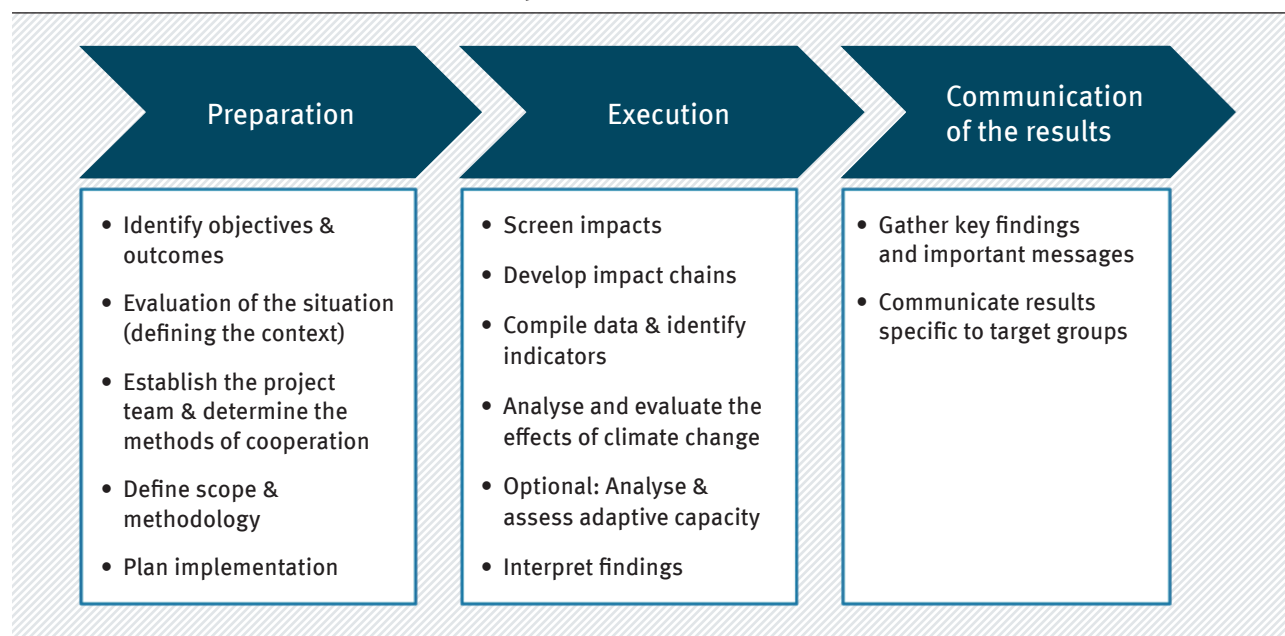 Preparation
• Identify objectives &
outcomes
• Evaluation of the situation
(defining the context)
• Establish the project
team & determine the
methods of cooperation
• Define scope &
methodology
• Plan implementation
Execution
• Screen impacts
• Develop impact chains
• Compile data & identify
indicators
• Analyse and evaluate the
effects of climate change
• Optional: Analyse &
assess adaptive capacity
• Interpret findings
Communication
of the results
• Gather key findings
and important messages
• Communicate results
specific to target groups